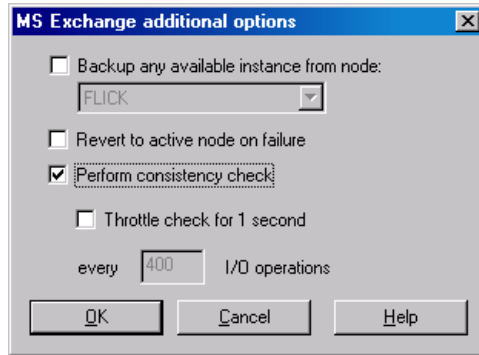 MS Exchange additional options
Backup any available instance from node:
FLICK
Revert to active node on failure
Perform consistency check
Throttle check for 1 second
every 400 I/O operations
OK Cancel Help